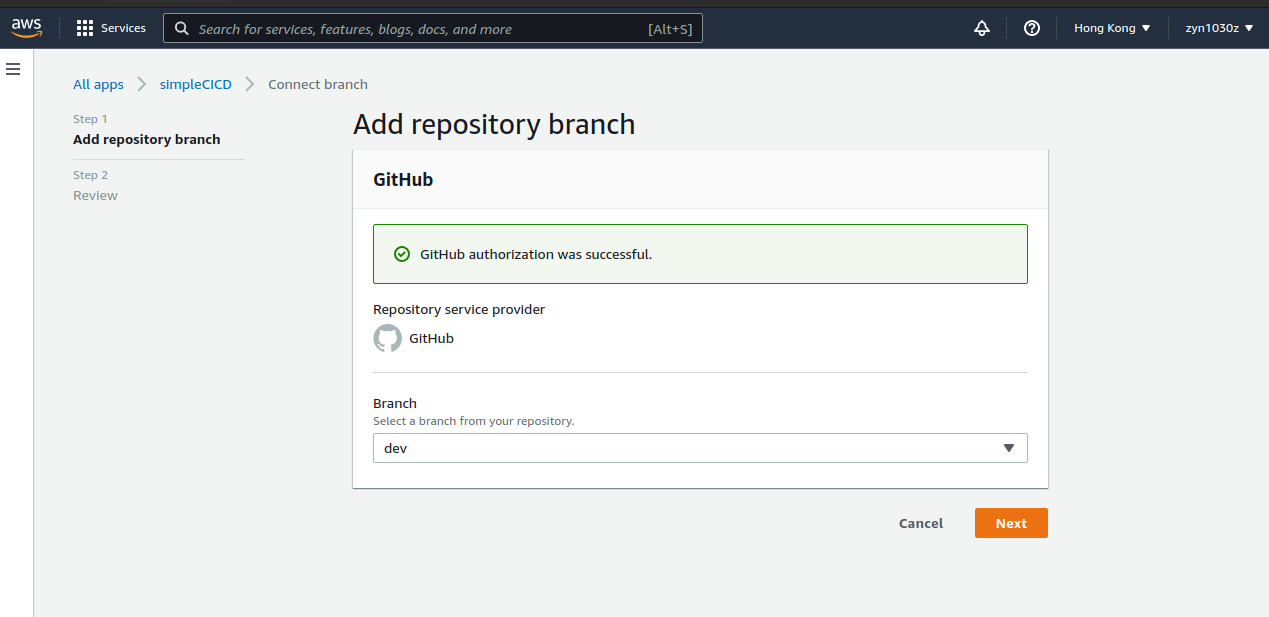 aws Services Search for services, features, blogs, docs, and more [Alt+S] Hong Kong zyn1030z
All apps simpleCICD Connect branch
Step 1
Add repository branch
Step 2
Review
Add repository branch
GitHub
GitHub authorization was successful.
Repository service provider
GitHub
Branch
Select a branch from your repository.
dev
Cancel Next